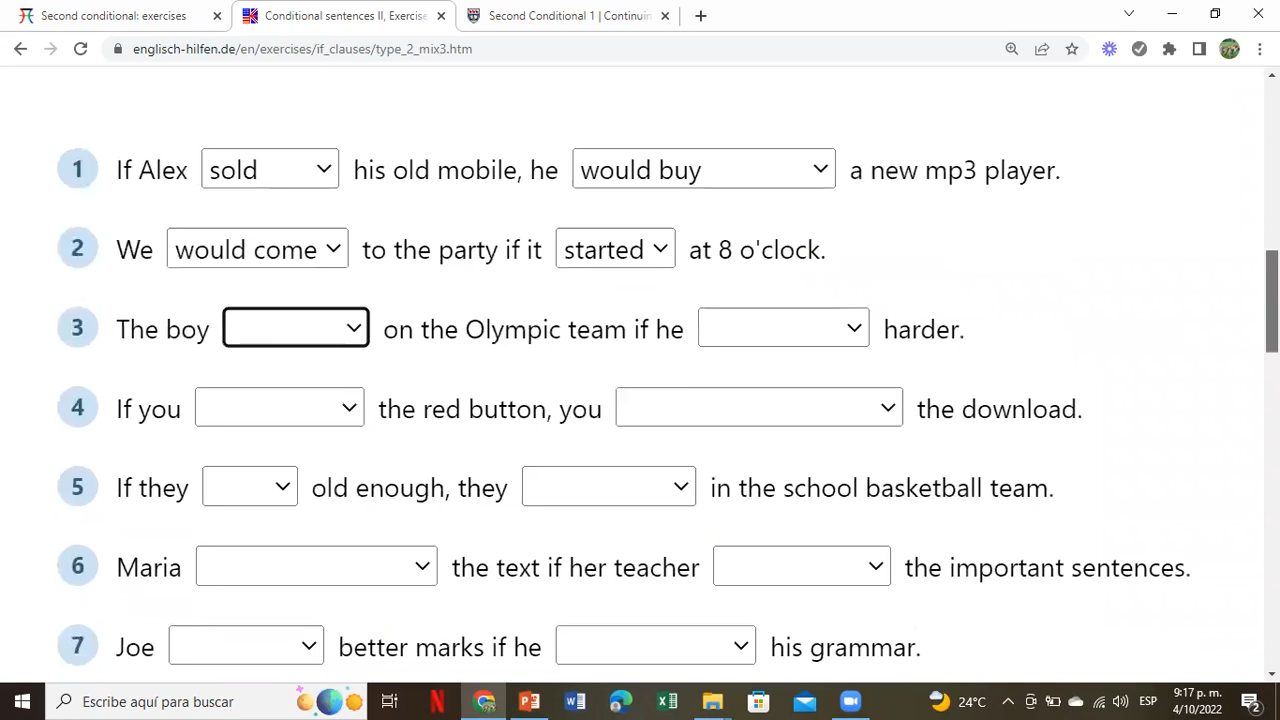 Second conditional: exercises
Conditional sentences II, Exercise
Second Conditional 1 | Continuin
englisch-hilfen.de/en/exercises/if_clauses/type_2_mix3.htm
1 If Alex sold his old mobile, he would buy a new mp3 player.
2 We would come to the party if it started at 8 o'clock.
3 The boy on the Olympic team if he harder.
4 If you the red button, you the download.
5 If they old enough, they in the school basketball team.
6 Maria the text if her teacher the important sentences.
7 Joe better marks if he his grammar.
Escribe aquí para buscar
24°C ESP 9:17 p. m.
4/10/2022 2